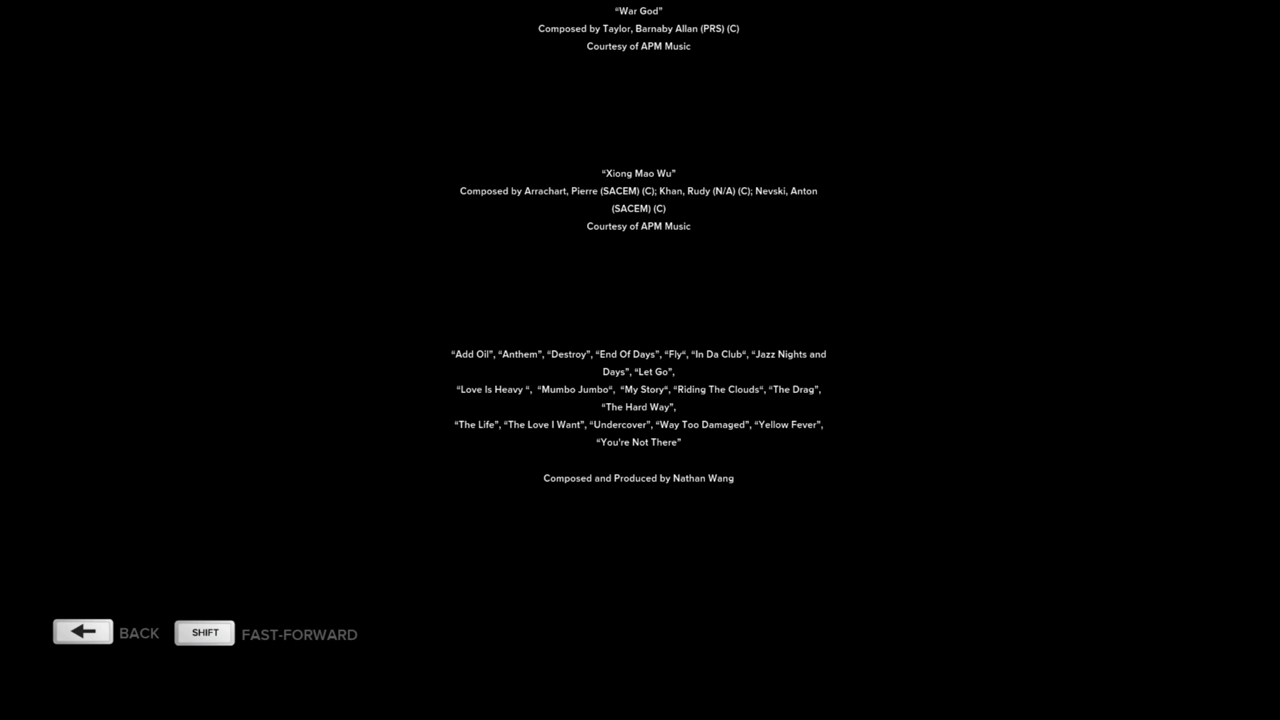 “War God”
Composed by Taylor, Barnaby Allan (PRS) (C)
Courtesy of APM Music
“Xiong Mao Wu”
Composed by Arrachart, Pierre (SACEM) (C); Khan, Rudy (N/A) (C); Nevski, Anton
(SACEM) (C)
Courtesy of APM Music
“Add Oil”, “Anthem”, “Destroy”, “End Of Days”, “Fly“, “In Da Club“, “Jazz Nights and
Days”, “Let Go”,
“Love Is Heavy “,  “Mumbo Jumbo“,  “My Story“, “Riding The Clouds“, “The Drag”,
“The Hard Way”,
“The Life”, “The Love I Want”, “Undercover”, “Way Too Damaged”, “Yellow Fever”,
“You're Not There”
Composed and Produced by Nathan Wang
BACK SHIFT FAST-FORWARD